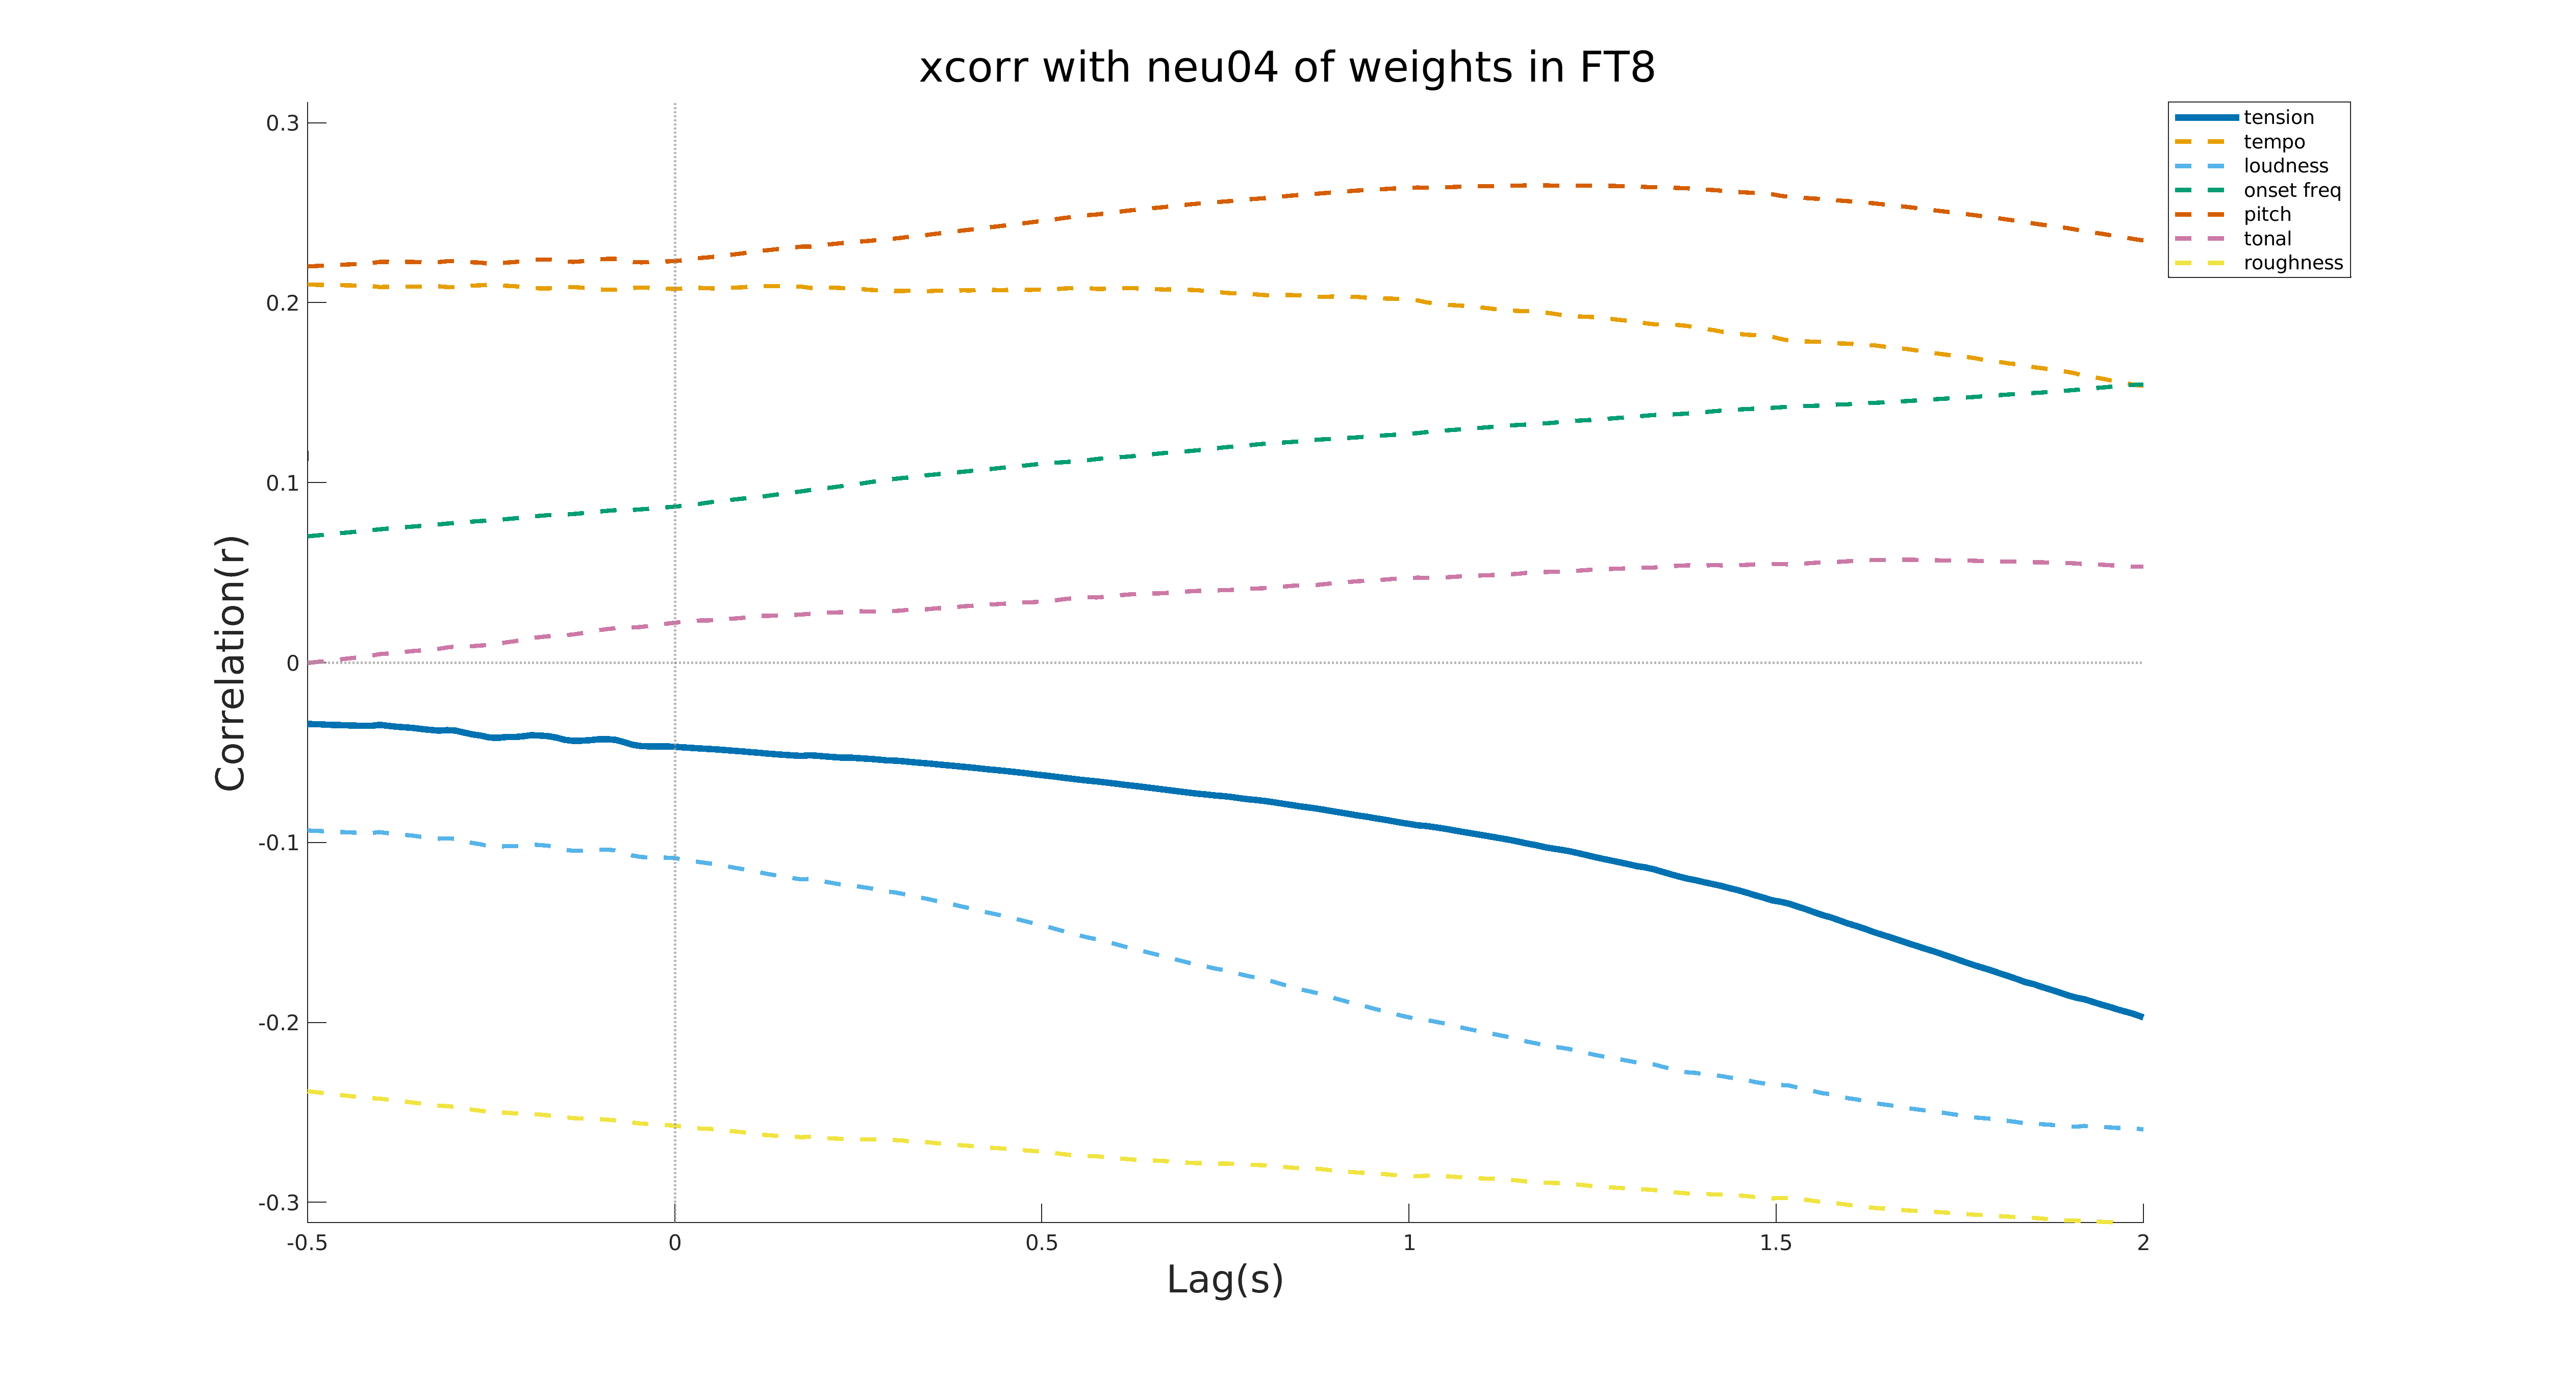 xcorr with neu04 of weights in FT8
0.3
0.2
0.1
0
-0.1
-0.2
-0.3
Correlation(r)
-0.5 0 0.5 1 1.5 2
Lag(s)
tension
tempo
loudness
onset freq
pitch
tonal
roughness